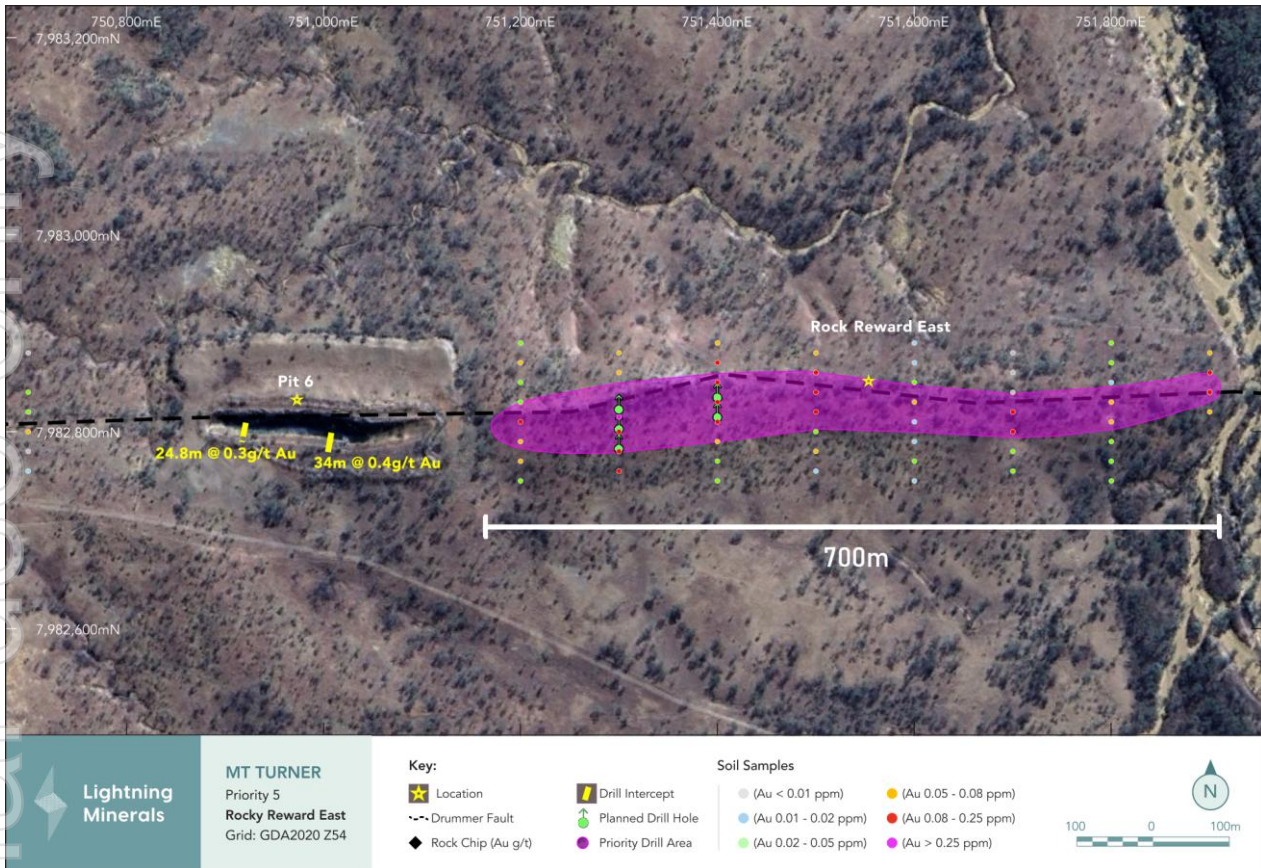 750,800mE 751,000mE 751,200mE 751,400mE 751,600mE 751,800mE
7,983,200mN
7,983,000mN
Rock Reward East
Pit 6
7,982,800mN
24.8m @ 0.3g/t Au
34m @ 0.4g/t Au
700m
7,982,600mN
Lightning
Minerals
MT TURNER
Priority 5
Rocky Reward East
Grid: GDA2020 Z54
Key:
Location
Drummer Fault
Rock Chip (Au g/t)
Drill Intercept
Planned Drill Hole
Priority Drill Area
Soil Samples
(Au < 0.01 ppm)
(Au 0.01 - 0.02 ppm)
(Au 0.02 - 0.05 ppm)
(Au 0.05 - 0.08 ppm)
(Au 0.08 - 0.25 ppm)
(Au > 0.25 ppm)
N
100 0 100m